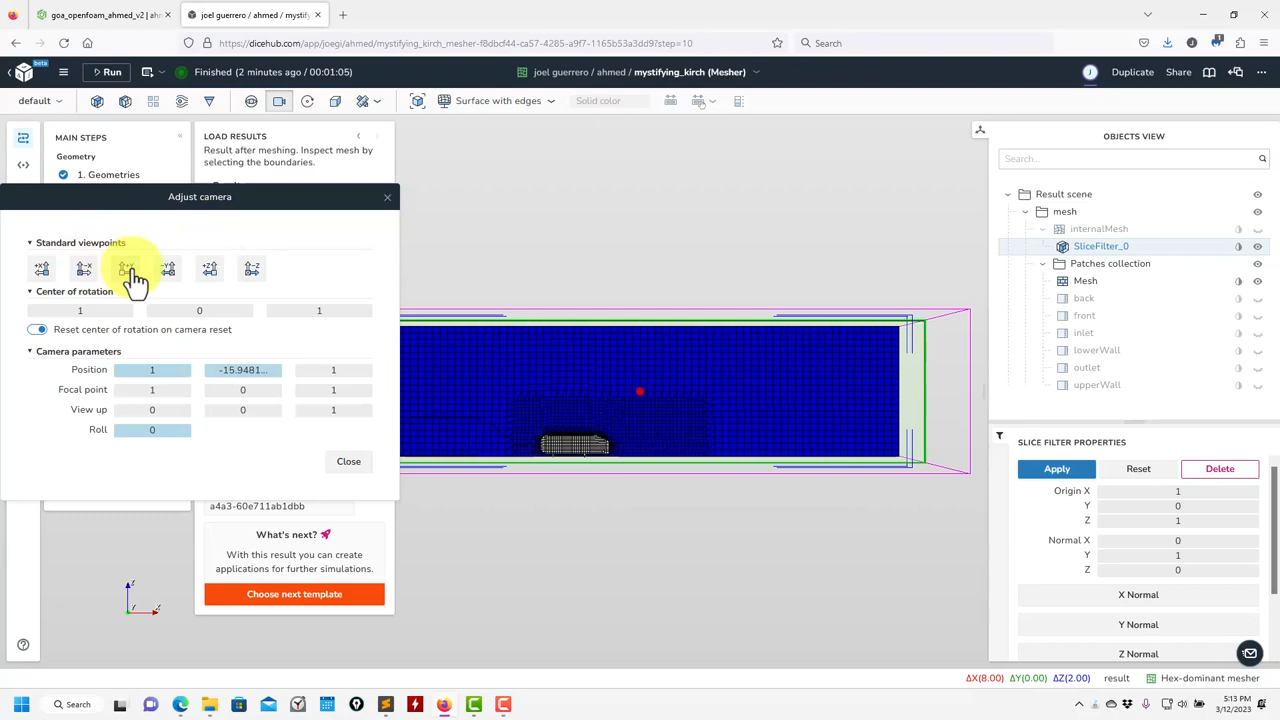 goa_openfoam_ahmed_v2 | ×
joel guerrero / ahmed / mystify ×
https://dicehub.com/app/joegi/ahmed/mystifying_kirch_mesher-f8dbcf44-ca57-4285-a9f7-1165b53a3dd9?step=10
Search
beta
Run
Finished (2 minutes ago / 00:01:05)
joel guerrero / ahmed / mystifying_kirch (Mesher)
J
Duplicate
Share
default
Surface with edges
Solid color
MAIN STEPS
Geometry
1. Geometries
LOAD RESULTS
Result after meshing. Inspect mesh by
selecting the boundaries.
Adjust camera
Standard viewpoints
+X
-X
+Y
-Y
+Z
-Z
Center of rotation
1 0 1
Reset center of rotation on camera reset
Camera parameters
Position 1 -15.9481... 1
Focal point 1 0 1
View up 0 0 1
Roll 0
Close
a4a3-60e711ab1dbb
What's next? 🚀
With this result you can create
applications for further simulations.
Choose next template
OBJECTS VIEW
Search...
Result scene
mesh
internalMesh
SliceFilter_0
Patches collection
Mesh
back
front
inlet
lowerWall
outlet
upperWall
SLICE FILTER PROPERTIES
Apply Reset Delete
Origin X 1
Y 0
Z 1
Normal X 0
Y 1
Z 0
X Normal
Y Normal
Z Normal
ΔX(8.00) ΔY(0.00) ΔZ(2.00) result Hex-dominant mesher
Search
5:13 PM
3/12/2023